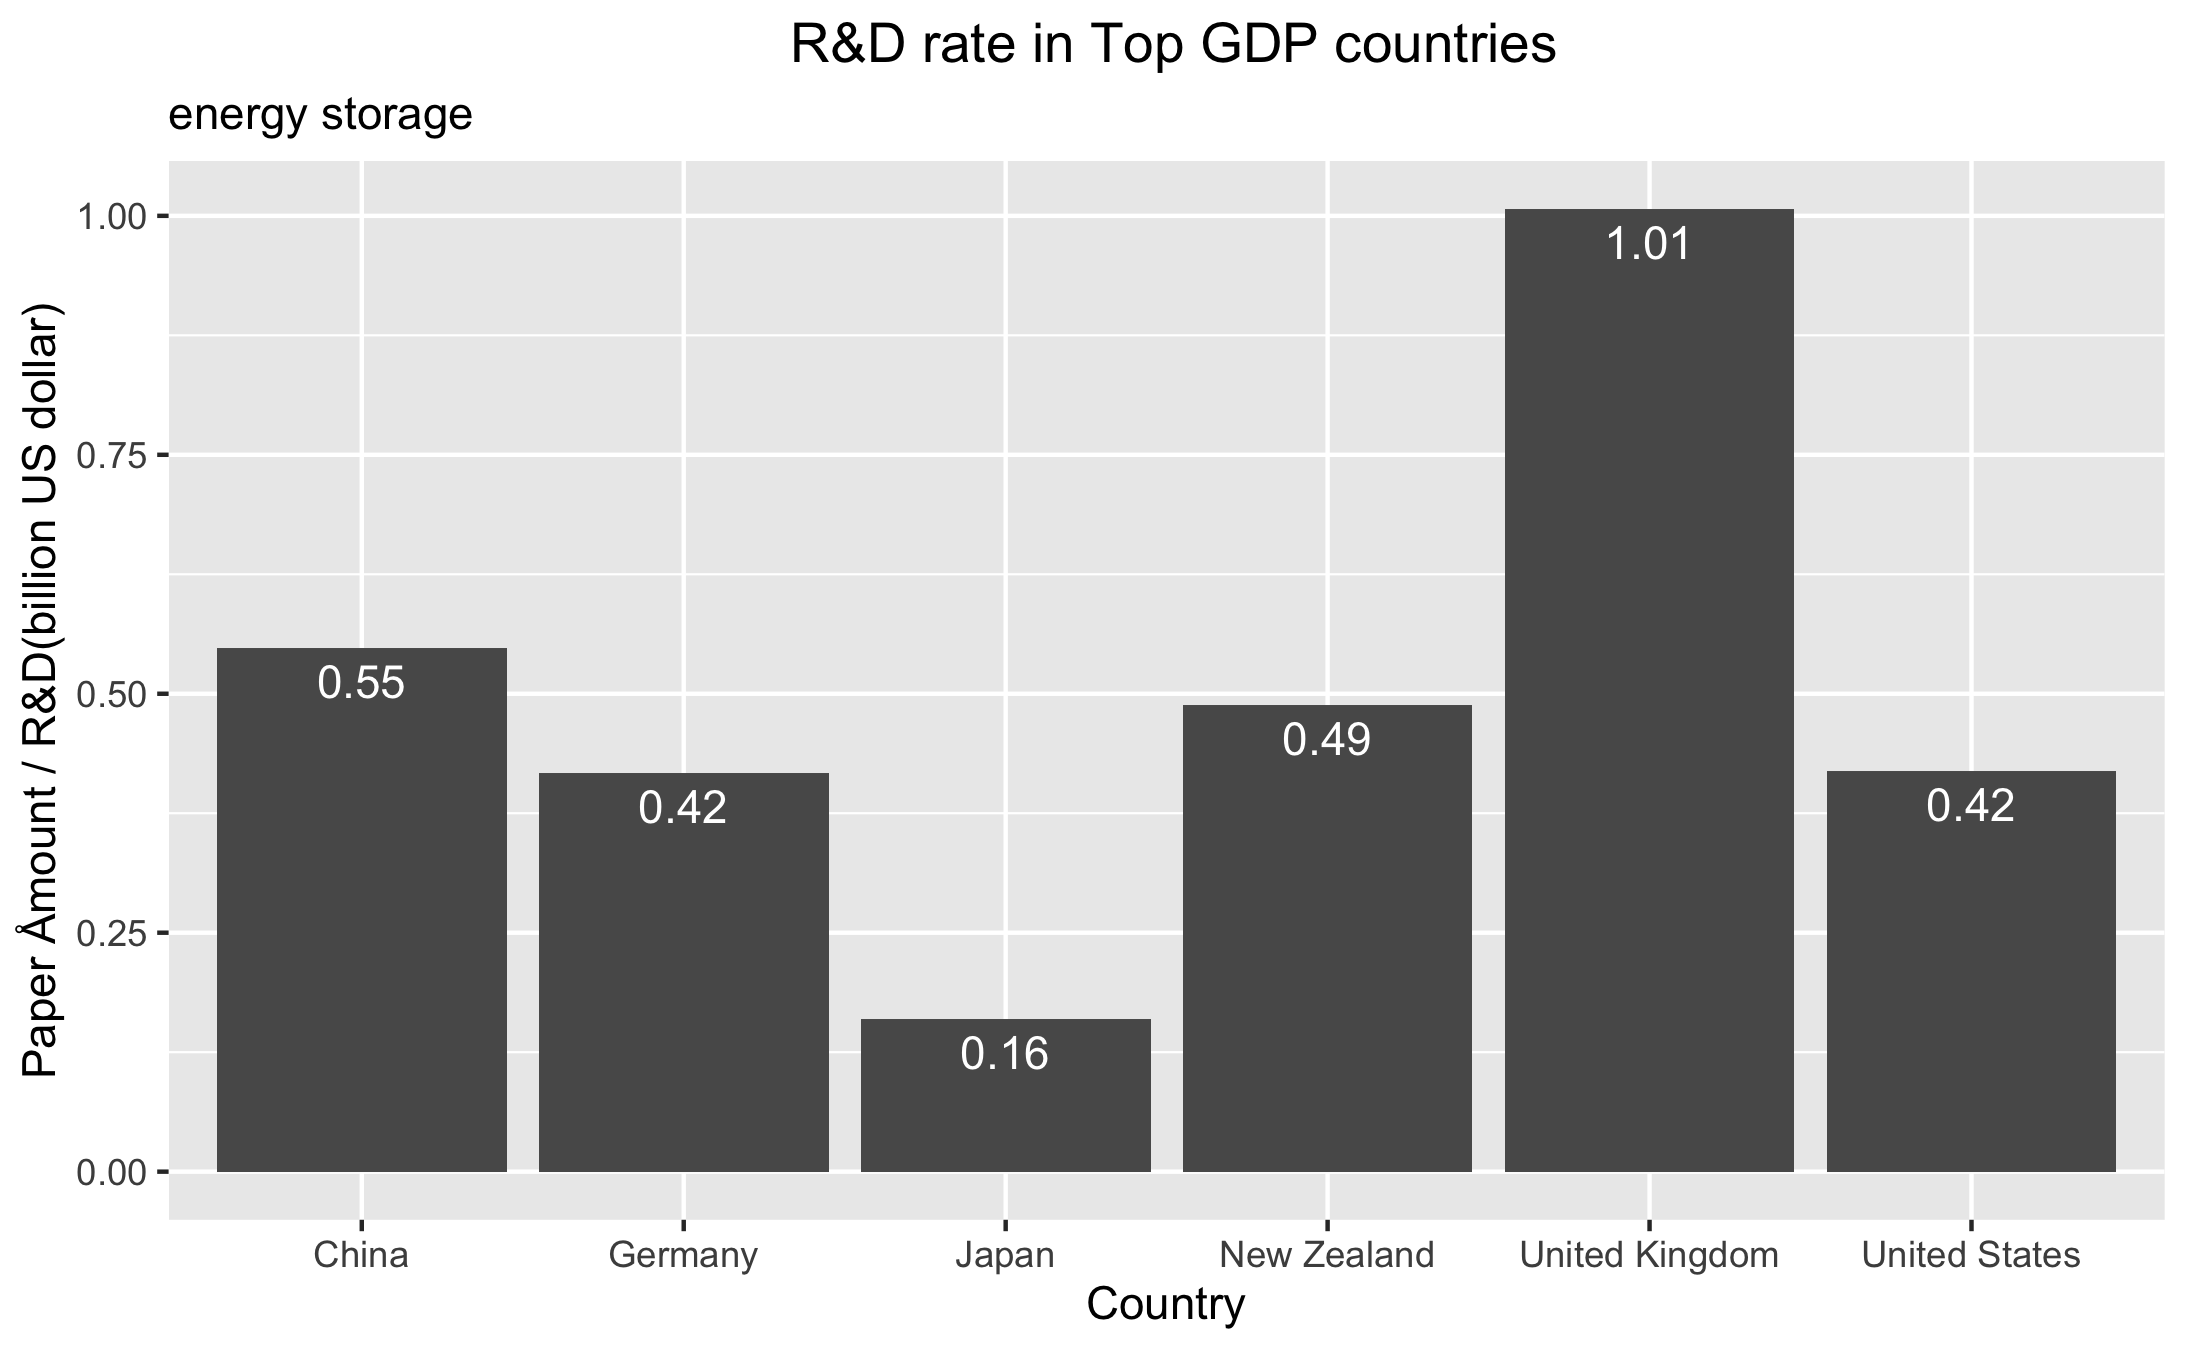 R&D rate in Top GDP countries
energy storage
Paper Åmount / R&D(billion US dollar)
1.00
0.75
0.50
0.25
0.00
0.55
0.42
0.16
0.49
1.01
0.42
China
Germany
Japan
New Zealand
United Kingdom
United States
Country